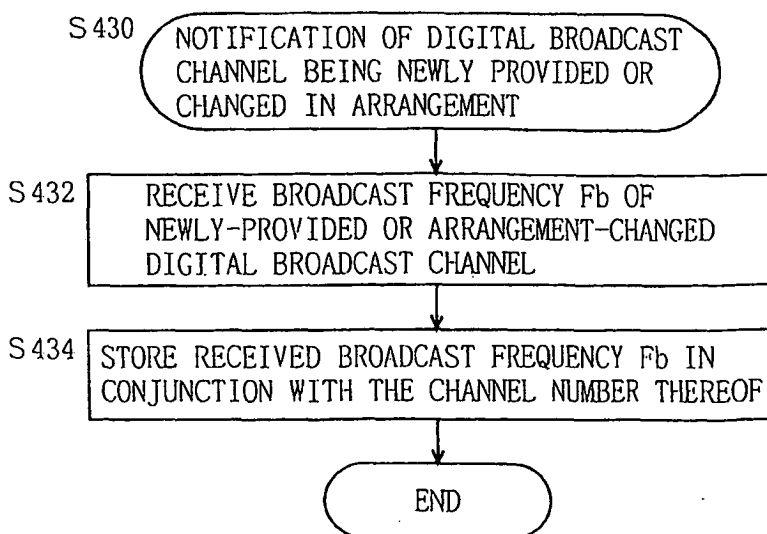 S430
NOTIFICATION OF DIGITAL BROADCAST
CHANNEL BEING NEWLY PROVIDED OR
CHANGED IN ARRANGEMENT
S432
RECEIVE BROADCAST FREQUENCY Fb OF
NEWLY-PROVIDED OR ARRANGEMENT-CHANGED
DIGITAL BROADCAST CHANNEL
S434
STORE RECEIVED BROADCAST FREQUENCY Fb IN
CONJUNCTION WITH THE CHANNEL NUMBER THEREOF
END